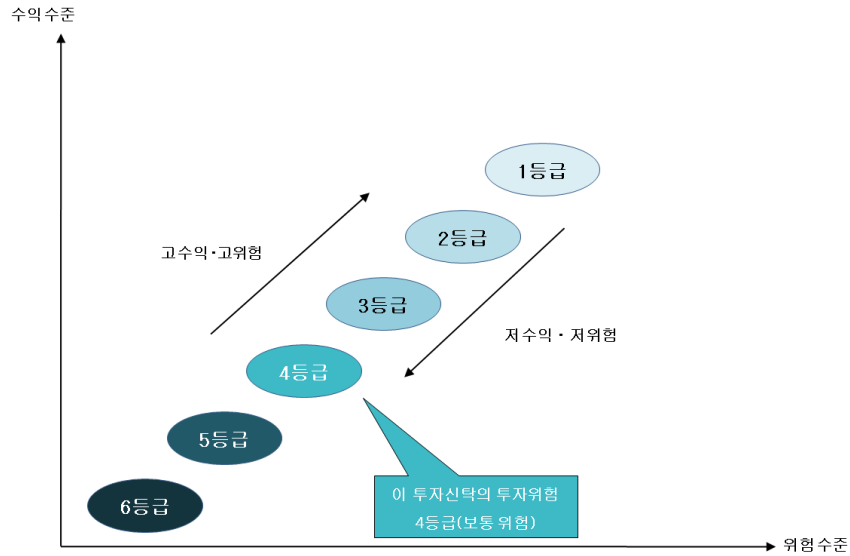 수익수준
1등급
2등급
고수익·고위험
3등급
저수익 · 저위험
4등급
5등급
이 투자신탁의 투자위험
4등급(보통 위험)
6등급
위험수준